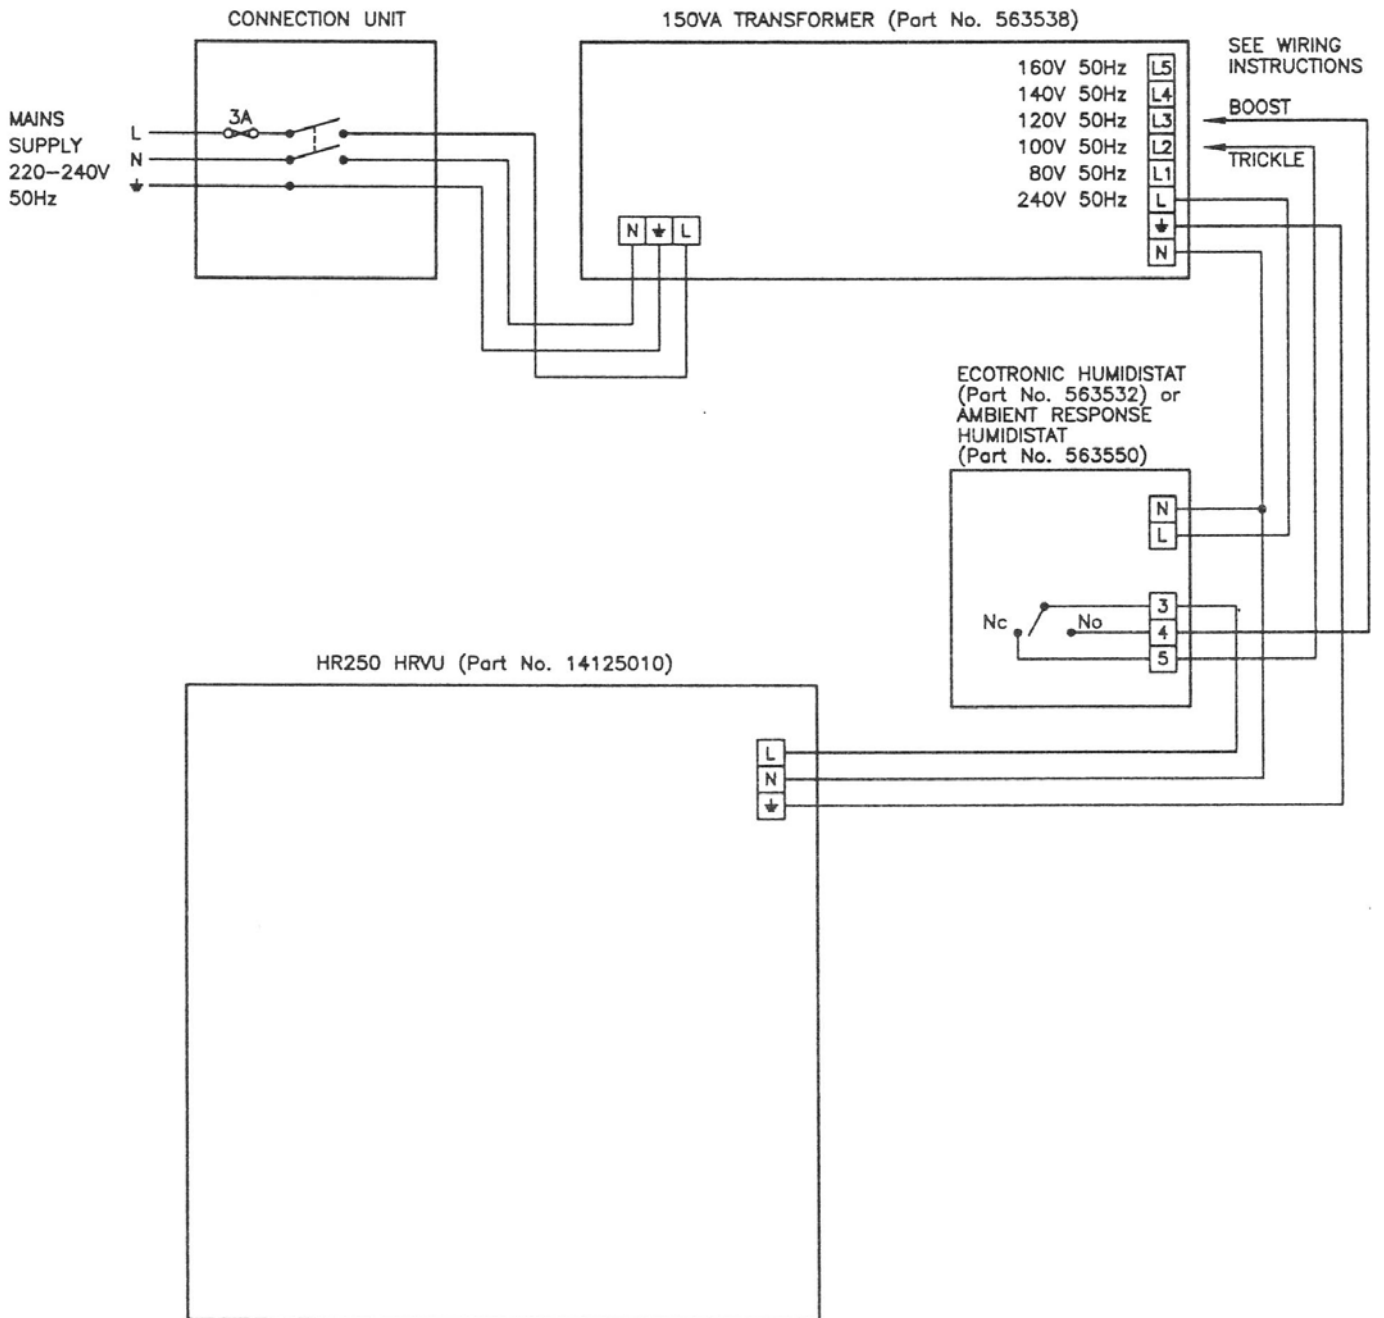 CONNECTION UNIT
150VA TRANSFORMER (Part No. 563538)
MAINS
SUPPLY
220-240V
50Hz
L
N
3A
160V 50Hz L5
140V 50Hz L4
120V 50Hz L3
100V 50Hz L2
80V 50Hz L1
240V 50Hz L
N
N L
SEE WIRING
INSTRUCTIONS
BOOST
TRICKLE
ECOTRONIC HUMIDISTAT
(Part No. 563532) or
AMBIENT RESPONSE
HUMIDISTAT
(Part No. 563550)
N
L
3
Nc No 4
5
HR250 HRVU (Part No. 14125010)
L
N